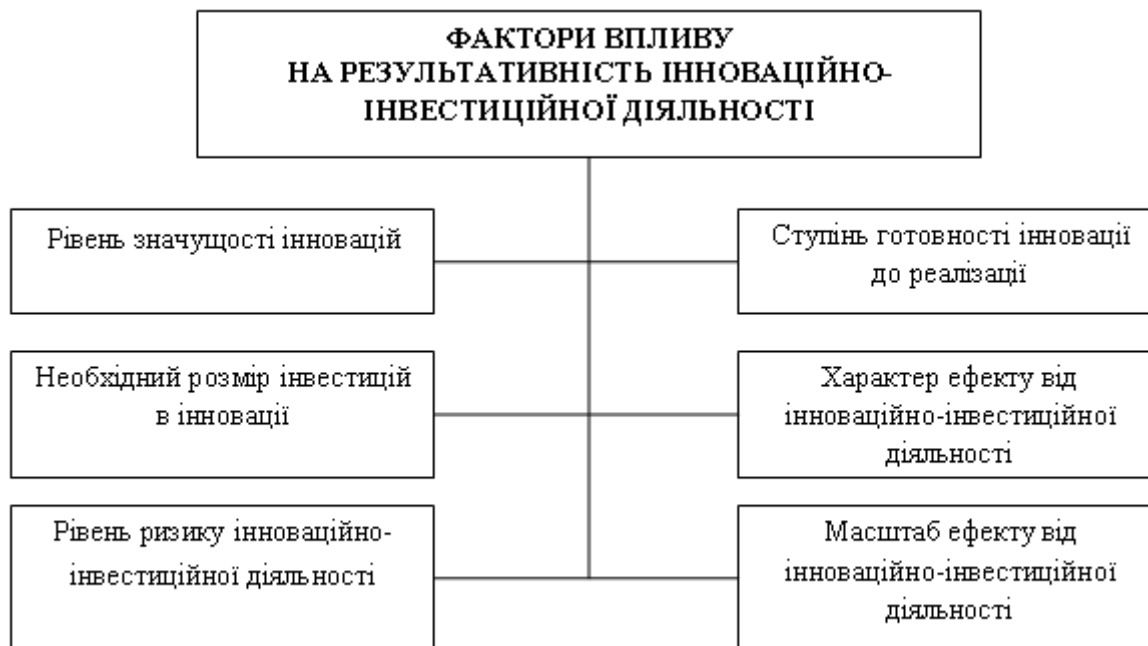 ФАКТОРИ ВПЛИВУ
НА РЕЗУЛЬТАТИВНІСТЬ ІННОВАЦІЙНО-
ІНВЕСТИЦІЙНОЇ ДІЯЛЬНОСТІ
Рівень значущості інновацій
Ступінь готовності інновації
до реалізації
Необхідний розмір інвестицій
в інновації
Характер ефекту від
інноваційно-інвестиційної
діяльності
Рівень ризику інноваційно-
інвестиційної діяльності
Масштаб ефекту від
інноваційно-інвестиційної
діяльності